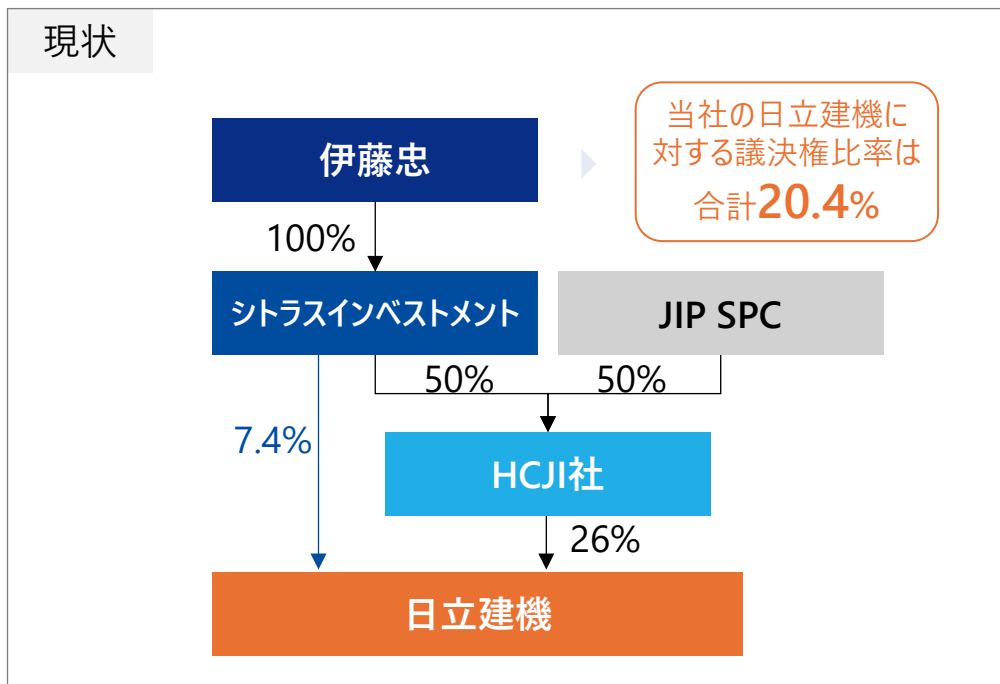 現状
伊藤忠
当社の日立建機に
対する議決権比率は
合計20.4%
100%
シトラスインベストメント
JIP SPC
50%
50%
7.4%
HCJI社
26%
日立建機